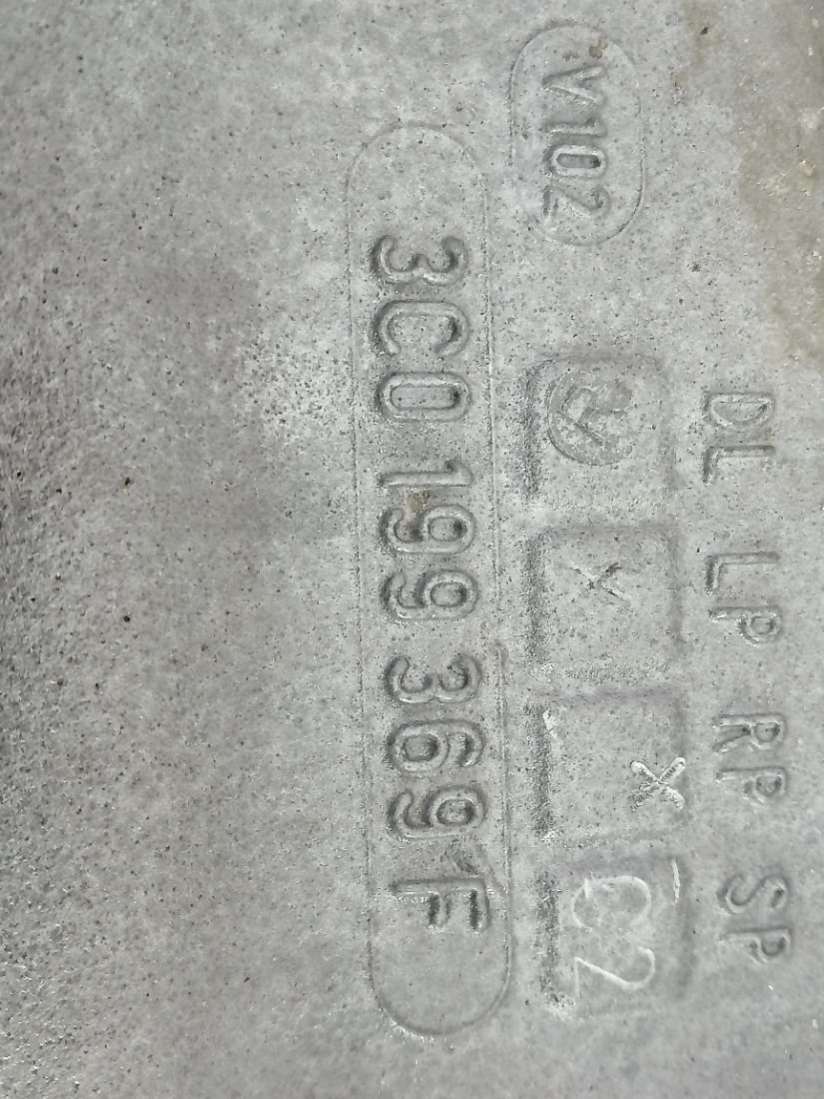 DL LP RP SP
X X C2
V102
3C0 199 369 F